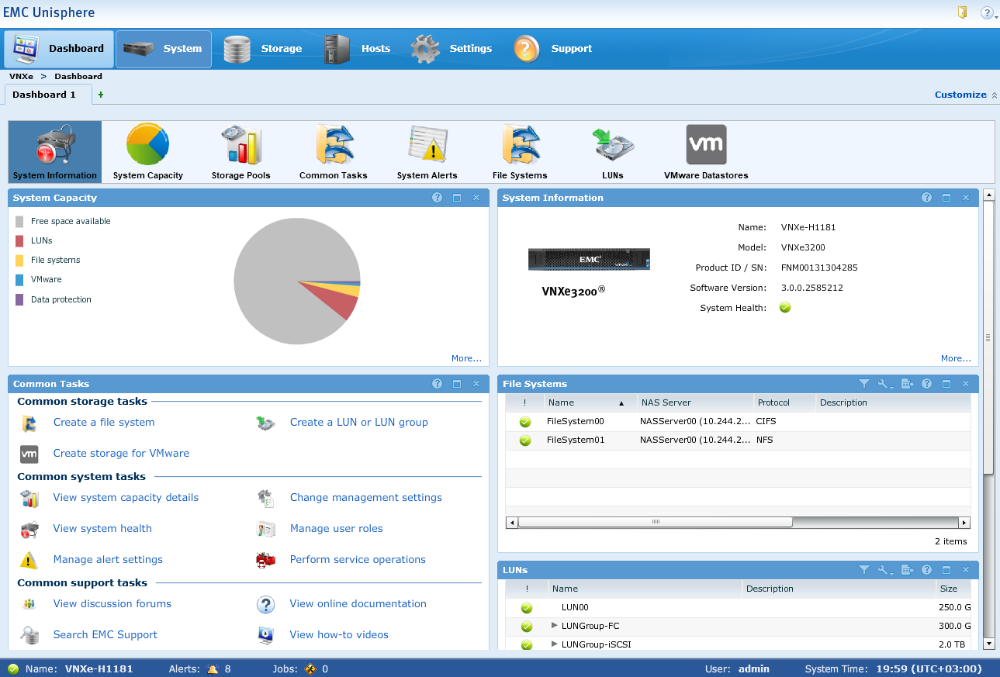 EMC Unisphere
?
Dashboard System Storage Hosts Settings Support
VNXe > Dashboard
Dashboard 1 + Customize
System Information System Capacity Storage Pools Common Tasks System Alerts File Systems LUNs VMware Datastores
System Capacity
Free space available
LUNs
File systems
VMware
Data protection
More...
System Information
EMC²
VNXe3200®
Name: VNXe-H1181
Model: VNXe3200
Product ID / SN: FNM00131304285
Software Version: 3.0.0.2585212
System Health:
More...
Common Tasks
Common storage tasks
Create a file system Create a LUN or LUN group
vm Create storage for VMware
Common system tasks
View system capacity details Change management settings
View system health Manage user roles
Manage alert settings Perform service operations
Common support tasks
View discussion forums View online documentation
Search EMC Support View how-to videos
File Systems
! Name NAS Server Protocol Description
FileSystem00 NASServer00 (10.244.2... CIFS
FileSystem01 NASServer00 (10.244.2... NFS
2 items
LUNs
! Name Description Size
LUN00 250.0 G
LUNGroup-FC 300.0 G
LUNGroup-iSCSI 2.0 TB
Name: VNXe-H1181 Alerts: 8 Jobs: 0 User: admin System Time: 19:59 (UTC+03:00)